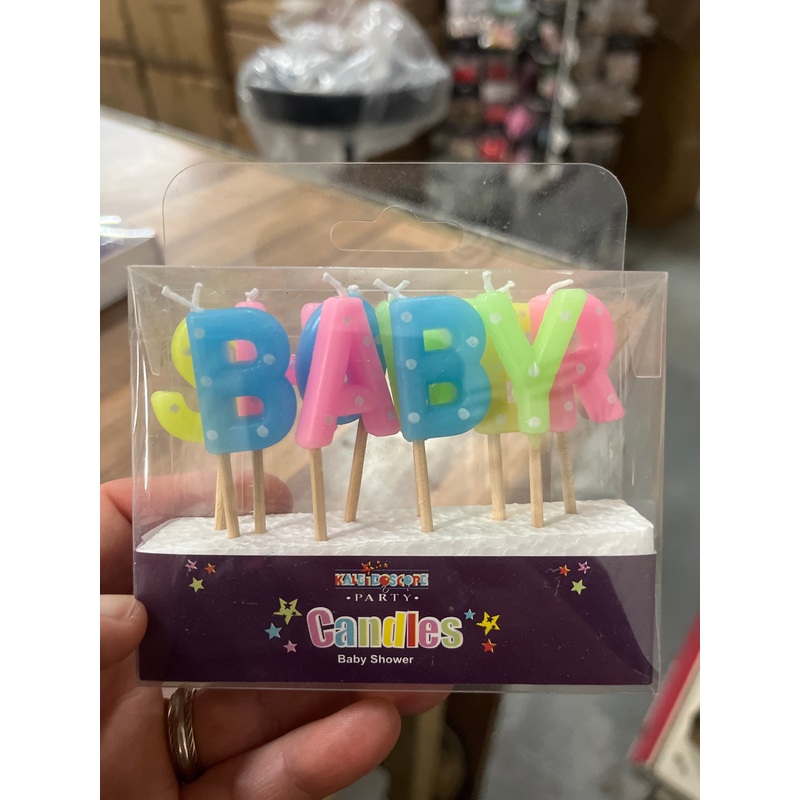 BABY
KALEIDOSCOPE
• PARTY •
Candles
Baby Shower